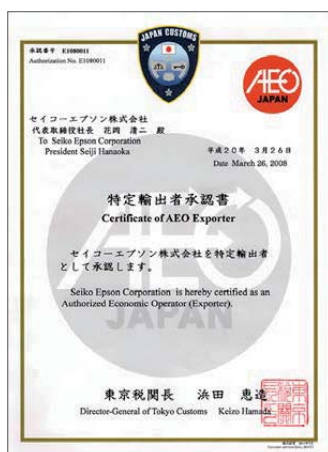 JAPAN CUSTOMS
承認番号 E1080011
Authorization No. E1080011
AEO
JAPAN
セイコーエプソン株式会社
代表取締役社長 花岡 清二 殿
To Seiko Epson Corporation
President Seiji Hanaoka
平成20年 3月26日
Date March 26, 2008
特定輸出者承認書
Certificate of AEO Exporter
セイコーエプソン株式会社を特定輸出者
として承認します。
Seiko Epson Corporation is hereby certified as an
Authorized Economic Operator (Exporter).
AEO
JAPAN
東京税関長 浜田 恵造
Director-General of Tokyo Customs Keizo Hamada